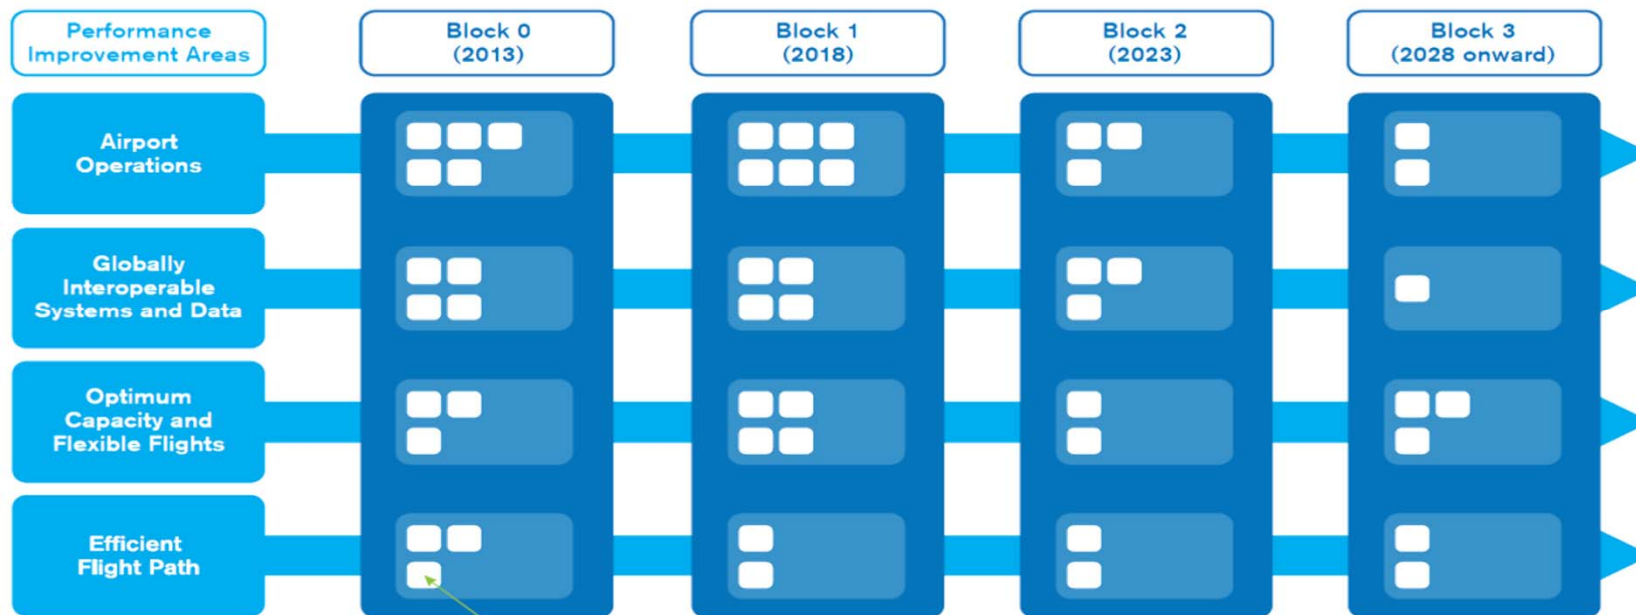 Performance
Improvement Areas
Block 0
(2013)
Block 1
(2018)
Block 2
(2023)
Block 3
(2028 onward)
Airport
Operations
Globally
Interoperable
Systems and Data
Optimum
Capacity and
Flexible Flights
Efficient
Flight Path